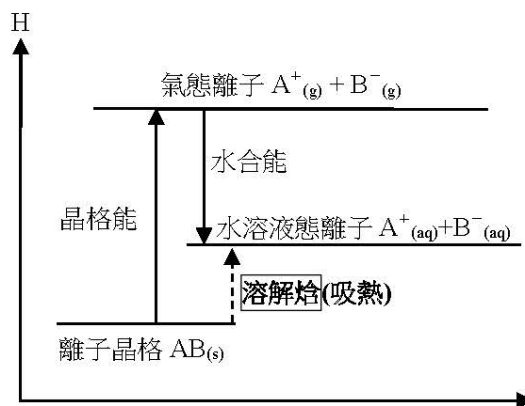 H
氣態離子 A⁺(g) + B⁻(g)
水合能
晶格能
水溶液態離子 A⁺(aq)+B⁻(aq)
溶解焓(吸熱)
離子晶格 AB(s)